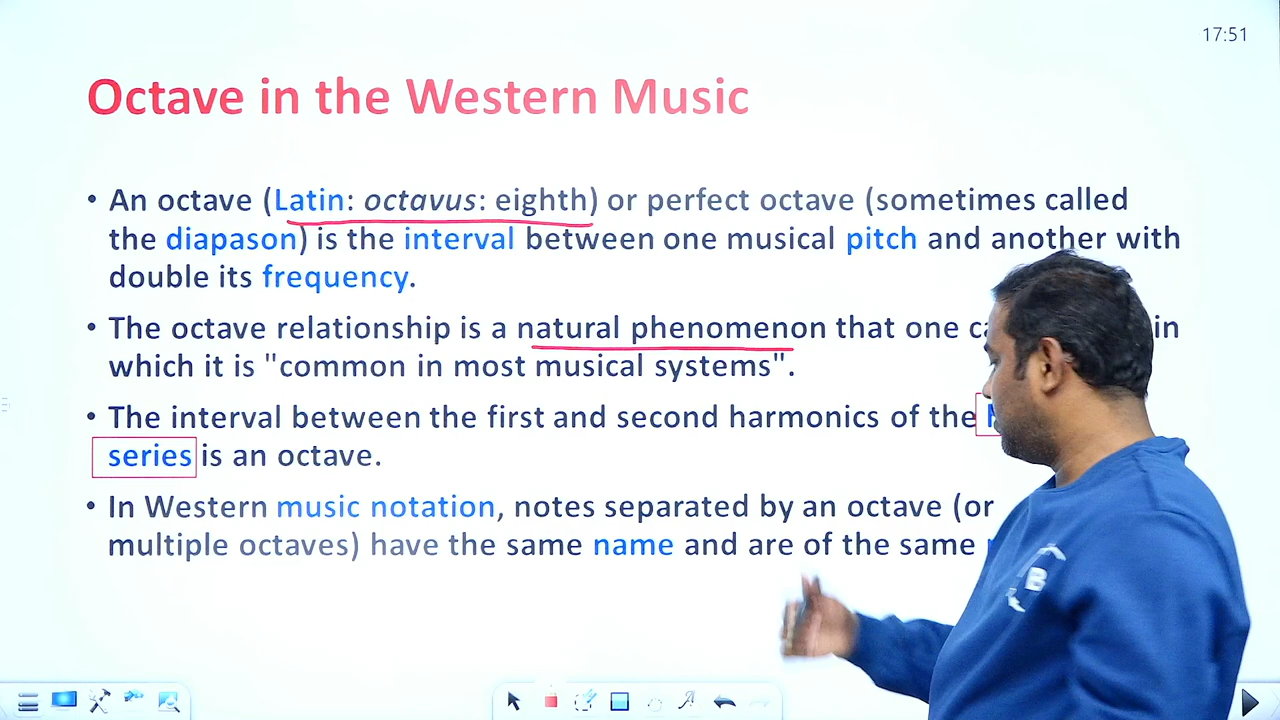 17:51
Octave in the Western Music
• An octave (Latin: octavus: eighth) or perfect octave (sometimes called
the diapason) is the interval between one musical pitch and another with
double its frequency.
• The octave relationship is a natural phenomenon that one in
which it is "common in most musical systems".
• The interval between the first and second harmonics of the
series is an octave.
• In Western music notation, notes separated by an octave (or
multiple octaves) have the same name and are of the same
B